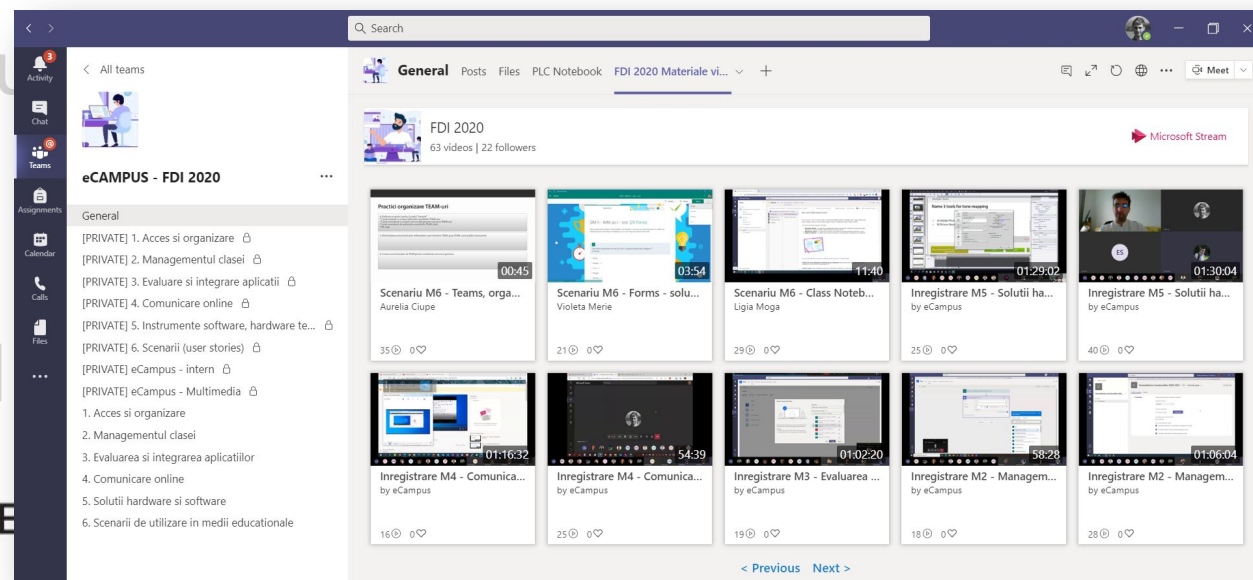 Search
3
Activity
Chat
@
Teams
Assignments
Calendar
Calls
Files
All teams
eCAMPUS - FDI 2020
General
[PRIVATE] 1. Acces si organizare
[PRIVATE] 2. Managementul clasei
[PRIVATE] 3. Evaluare si integrare aplicatii
[PRIVATE] 4. Comunicare online
[PRIVATE] 5. Instrumente software, hardware te...
[PRIVATE] 6. Scenarii (user stories)
[PRIVATE] eCampus - intern
[PRIVATE] eCampus - Multimedia
1. Acces si organizare
2. Managementul clasei
3. Evaluarea si integrarea aplicatiilor
4. Comunicare online
5. Solutii hardware si software
6. Scenarii de utilizare in medii educationale
General Posts Files PLC Notebook FDI 2020 Materiale vi...
Meet
FDI 2020
63 videos | 22 followers
Microsoft Stream
Practici organizare TEAM-uri
00:45
Scenariu M6 - Teams, orga...
Aurelia Ciupe
35 0
03:54
Scenariu M6 - Forms - solu...
Violeta Merie
21 0
11:40
Scenariu M6 - Class Noteb...
Ligia Moga
29 0
Name 3 tools for tone mapping
01:29:02
Inregistrare M5 - Solutii ha...
by eCampus
25 0
ES
01:30:04
Inregistrare M5 - Solutii ha...
by eCampus
40 0
01:16:32
Inregistrare M4 - Comunica...
by eCampus
16 0
54:39
Inregistrare M4 - Comunica...
by eCampus
25 0
01:02:20
Inregistrare M3 - Evaluarea ...
by eCampus
19 0
58:28
Inregistrare M2 - Managem...
by eCampus
18 0
01:06:04
Inregistrare M2 - Managem...
by eCampus
28 0
< Previous Next >